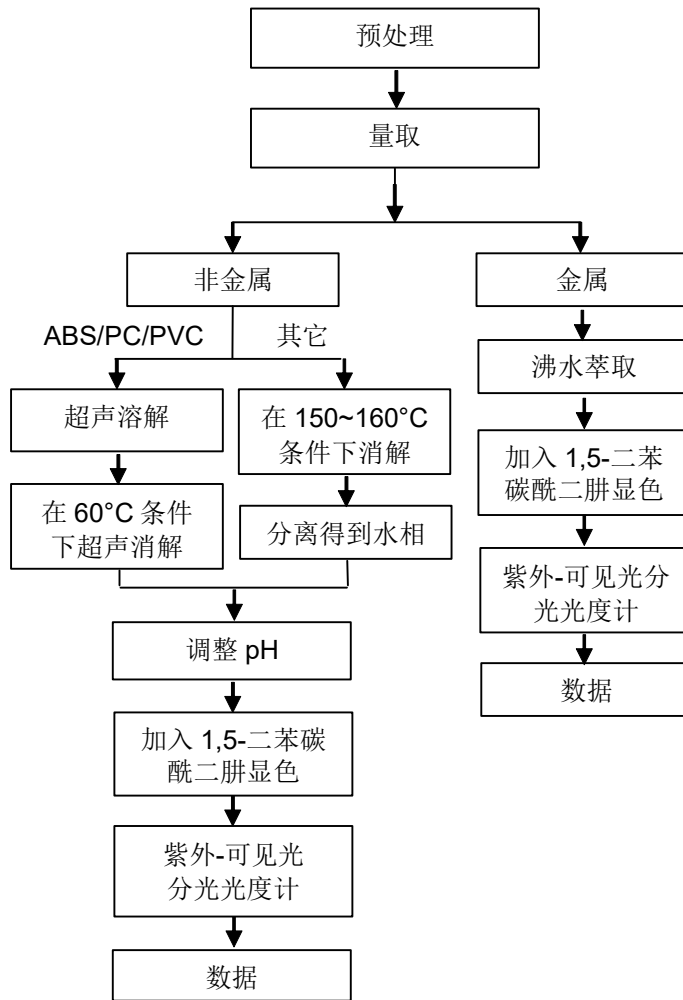 预处理
量取
非金属
金属
ABS/PC/PVC
其它
沸水萃取
超声溶解
在 150~160°C
条件下消解
加入 1,5-二苯
碳酰二肼显色
在 60°C 条件
下超声消解
分离得到水相
紫外-可见光分
光光度计
调整 pH
数据
加入 1,5-二苯碳
酰二肼显色
紫外-可见光
分光光度计
数据